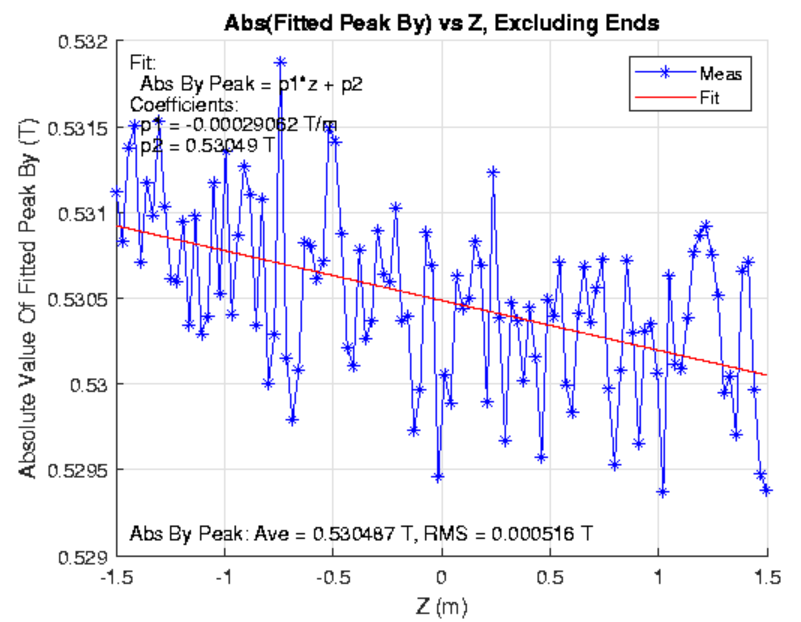 Abs(Fitted Peak By) vs Z, Excluding Ends
Absolute Value Of Fitted Peak By (T)
0.532
0.5315
0.531
0.5305
0.53
0.5295
0.529
Fit:
Abs By Peak = p1*z + p2
Coefficients:
p1 = -0.00029062 T/m
p2 = 0.53049 T
Meas
Fit
Abs By Peak: Ave = 0.530487 T, RMS = 0.000516 T
-1.5 -1 -0.5 0 0.5 1 1.5
Z (m)